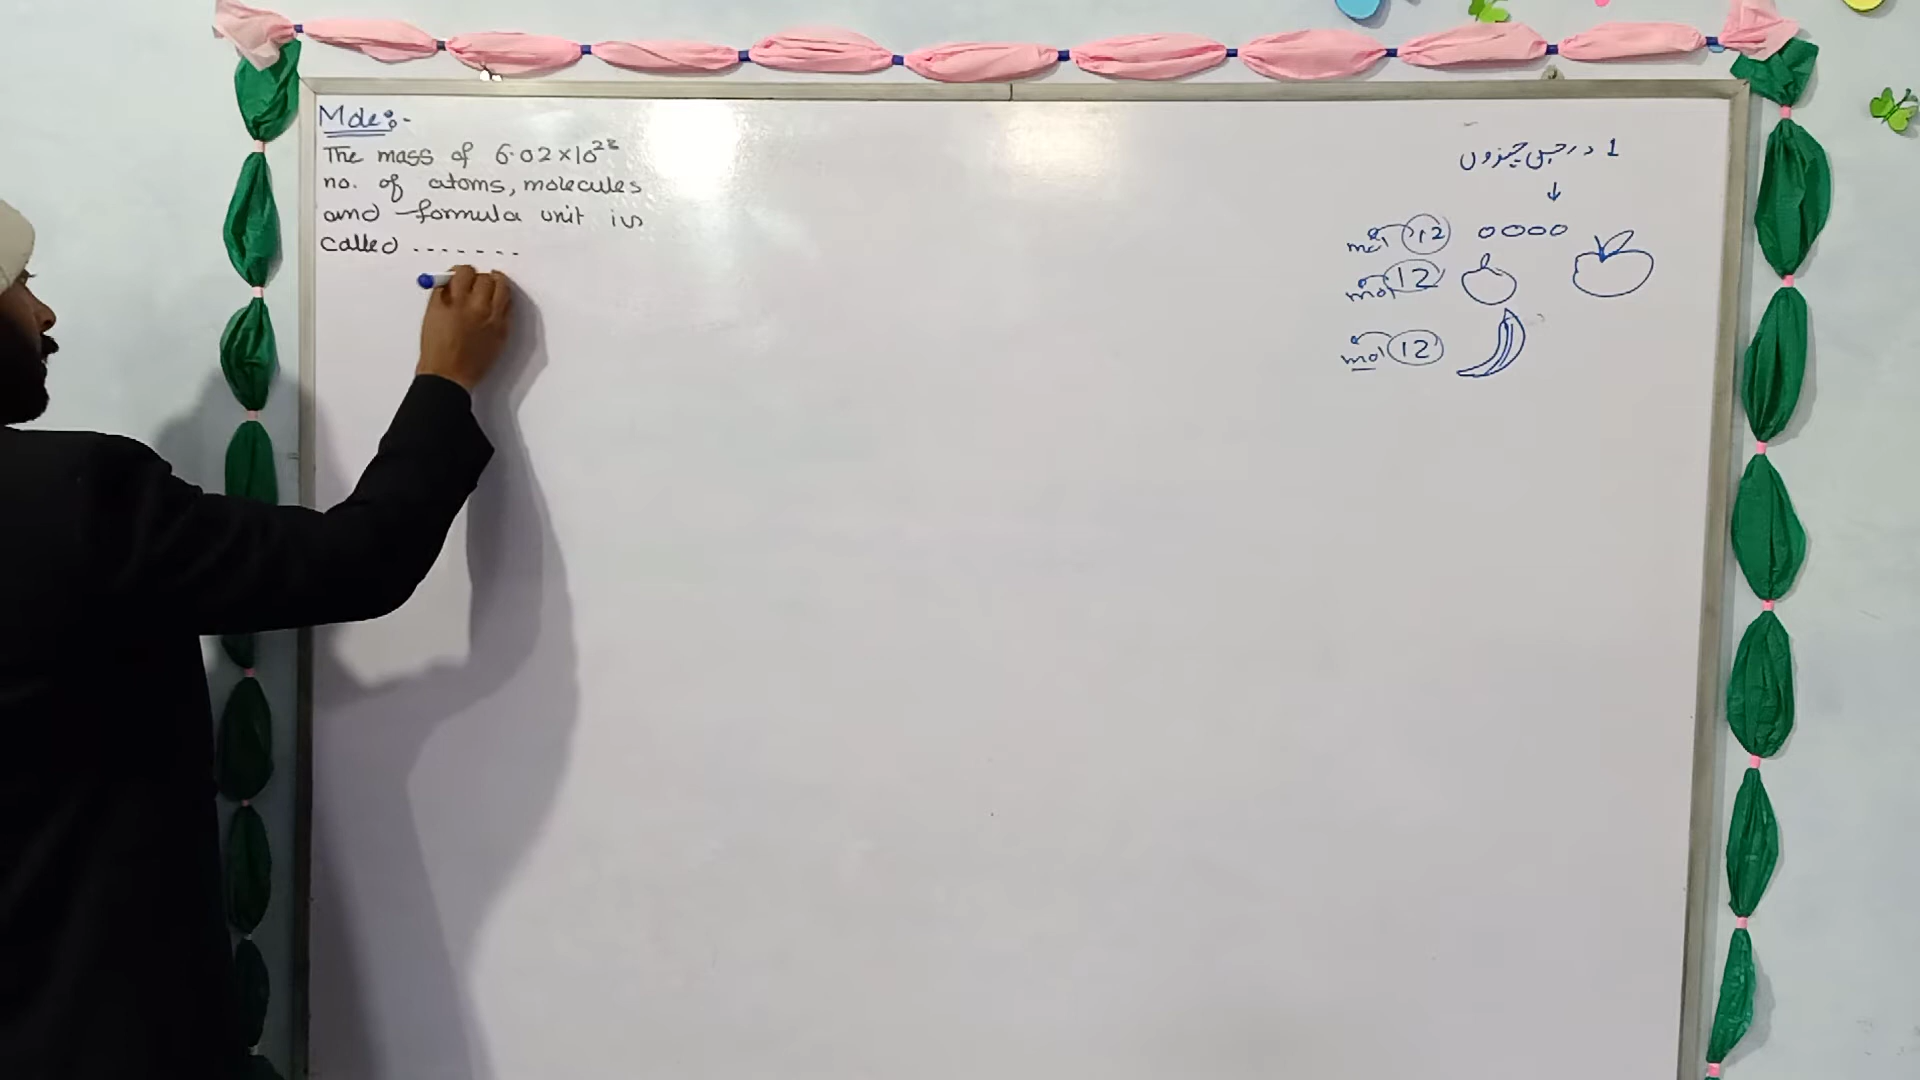 Mole:-
The mass of 6.02×10²³
no. of atoms, molecules
and formula unit is
called .......
1 درجن چیزوں
↓
mol 12
mol 12
mol 12